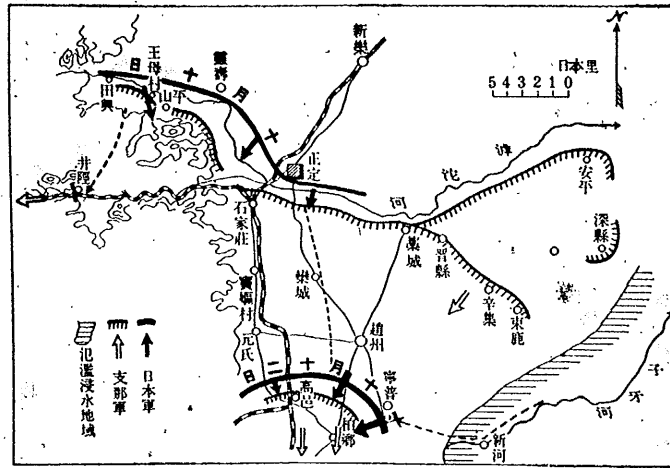 N
日本里
5 4 3 2 1 0
新樂
靈壽
王母村
平山
田興
十月十日
正定
井陘
石家莊
滹沱河
安平
深縣
藁城
晉縣
辛集
束鹿
欒城
竇嫗村
元氏
趙州
寧晉
十月十二日
高邑
柏鄉
新河
子牙河
日本軍
支那軍
氾濫浸水地域